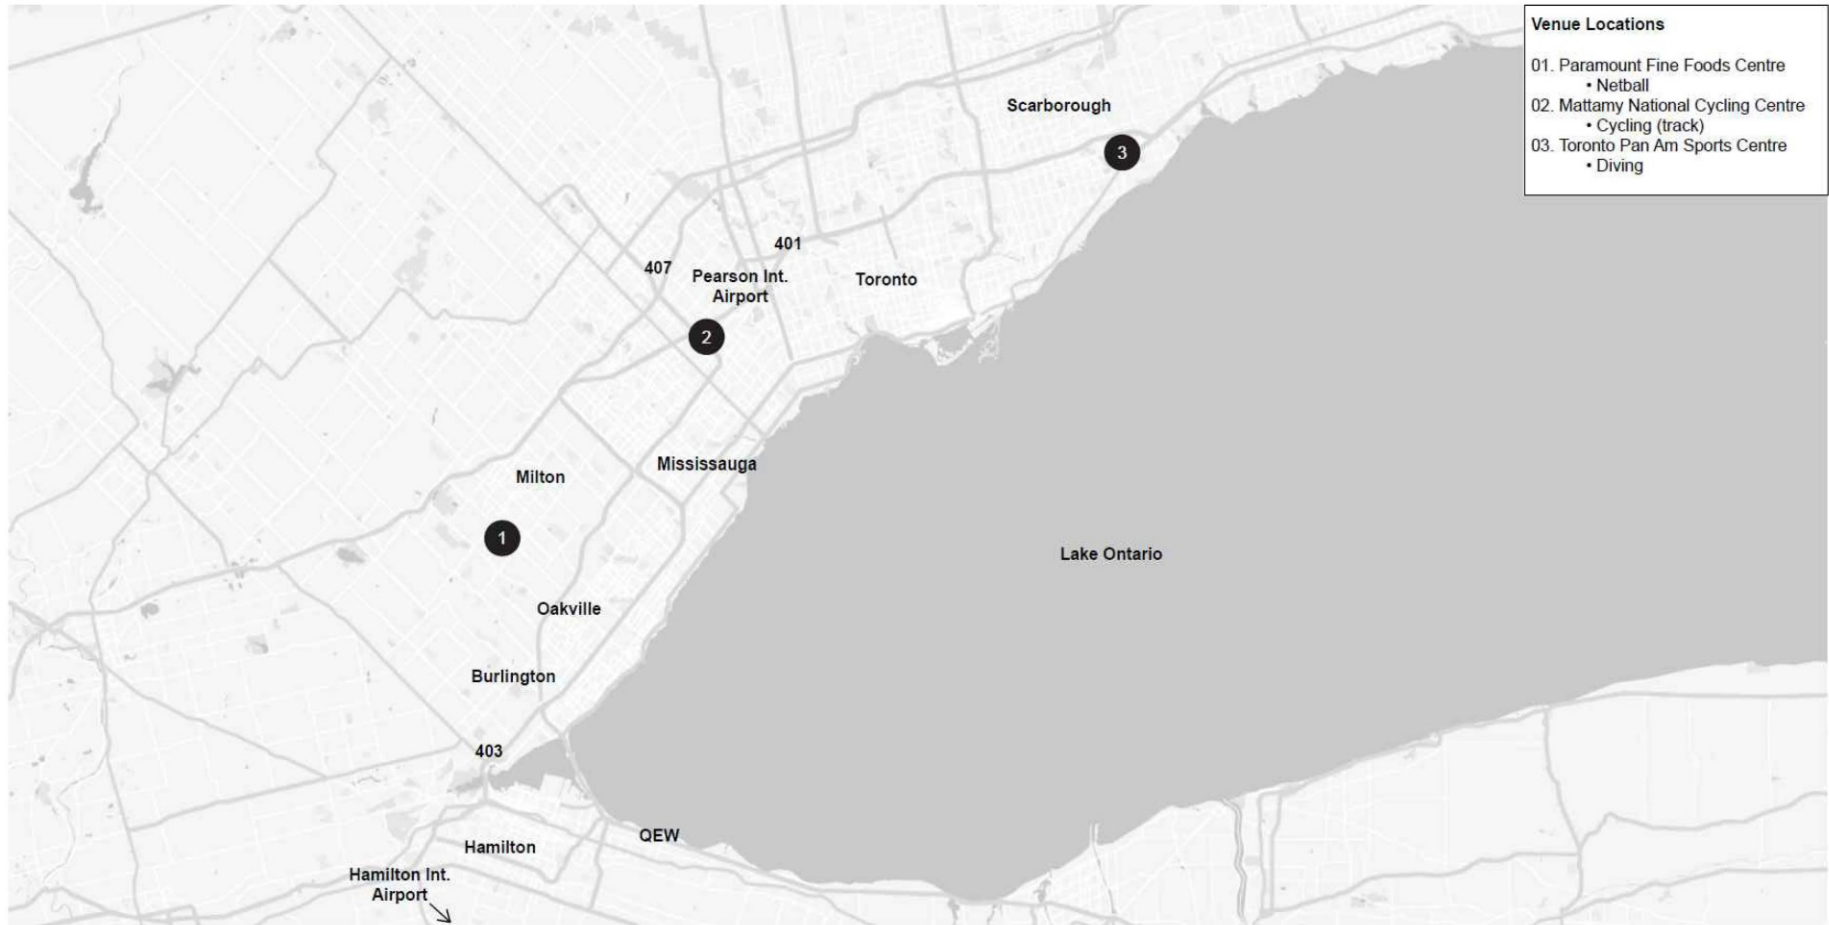 Venue Locations
01. Paramount Fine Foods Centre
• Netball
02. Mattamy National Cycling Centre
• Cycling (track)
03. Toronto Pan Am Sports Centre
• Diving
Scarborough
3
401
407
Pearson Int.
Airport
Toronto
2
Mississauga
Milton
1
Lake Ontario
Oakville
Burlington
403
QEW
Hamilton
Hamilton Int.
Airport